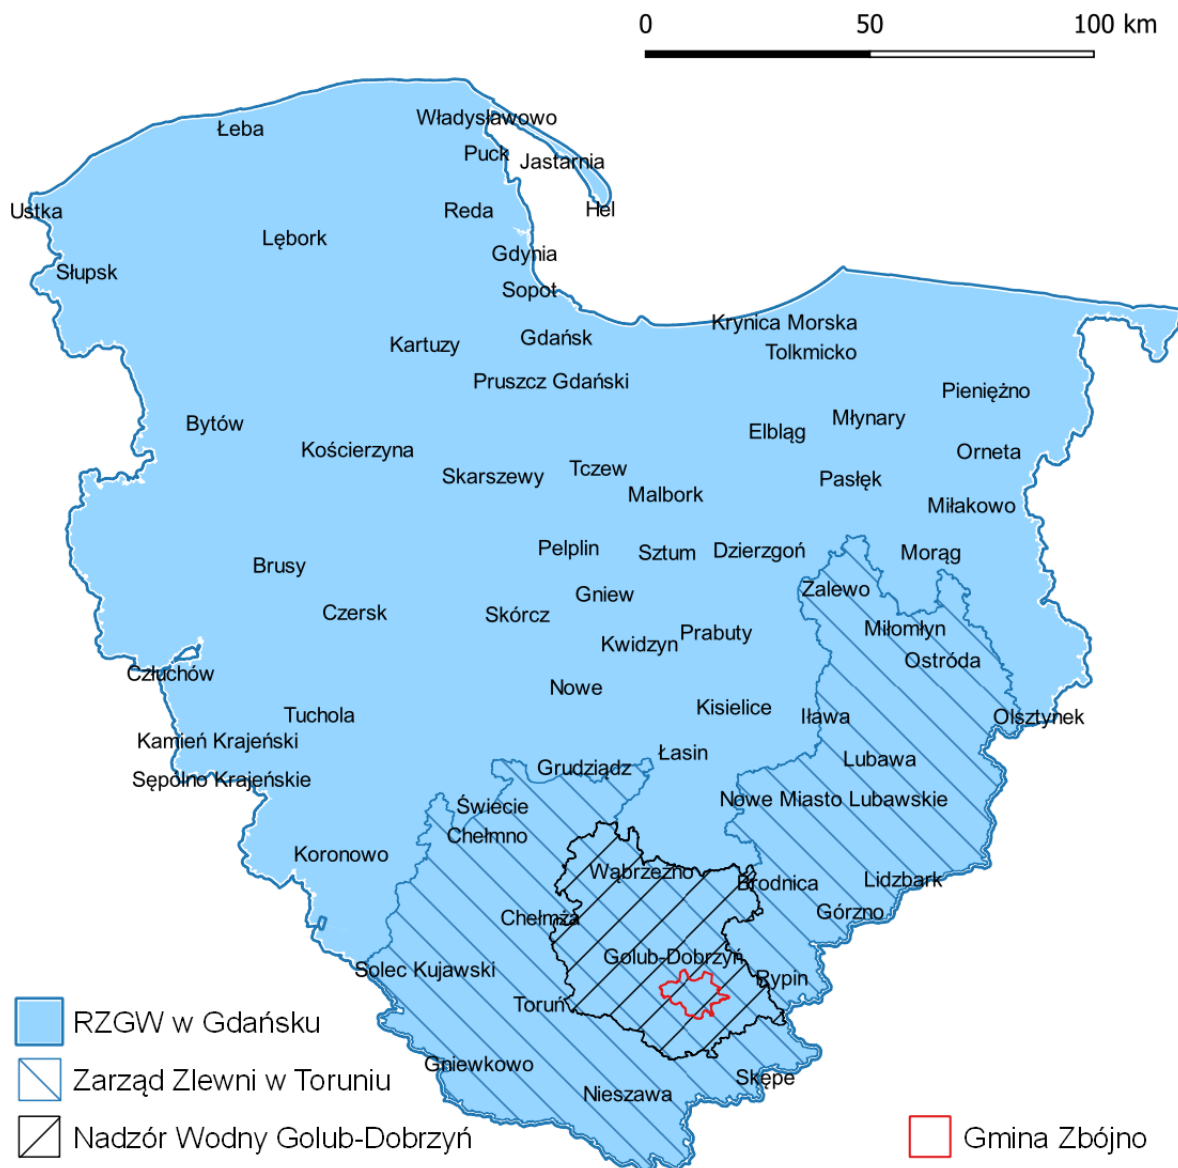 0 50 100 km
Władysławowo
Łeba
Puck
Jastarnia
Ustka
Reda
Hel
Lębork
Gdynia
Słupsk
Sopot
Krynica Morska
Kartuzy
Gdańsk
Tolkmicko
Pruszcz Gdański
Pieniężno
Bytów
Młynary
Elbląg
Kościerzyna
Orneta
Skarszewy
Tczew
Pasłęk
Malbork
Miłakowo
Pelplin
Sztum
Dzierzgoń
Morąg
Brusy
Zalewo
Gniew
Czersk
Skórcz
Miłomłyn
Prabuty
Kwidzyn
Ostróda
Człuchów
Nowe
Kisielice
Tuchola
Iława
Olsztynek
Kamień Krajeński
Łasin
Lubawa
Grudziądz
Sępólno Krajeńskie
Nowe Miasto Lubawskie
Świecie
Chełmno
Koronowo
Wąbrzeźno
Brodnica
Lidzbark
Górzno
Chełmża
Golub-Dobrzyń
Solec Kujawski
Rypin
Toruń
Gniewkowo
Skępe
Nieszawa
RZGW w Gdańsku
Zarząd Zlewni w Toruniu
Nadzór Wodny Golub-Dobrzyń
Gmina Zbójno